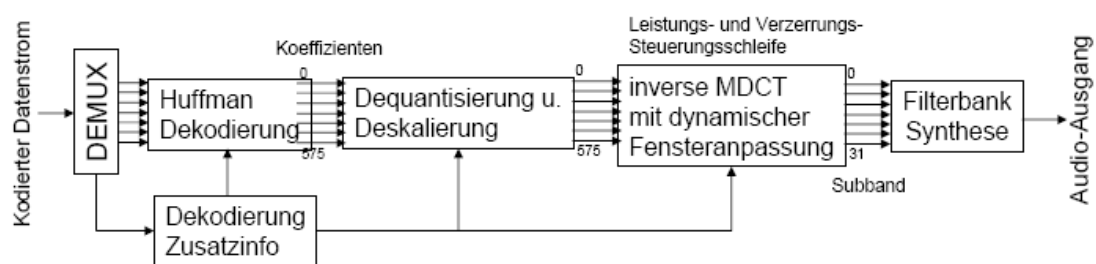 Leistungs- und Verzerrungs-
Steuerungsschleife
Koeffizienten
Kodierter Datenstrom
DEMUX
Huffman
Dekodierung
0
575
Dequantisierung u.
Deskalierung
0
575
inverse MDCT
mit dynamischer
Fensteranpassung
0
31
Subband
Filterbank
Synthese
Audio-Ausgang
Dekodierung
Zusatzinfo